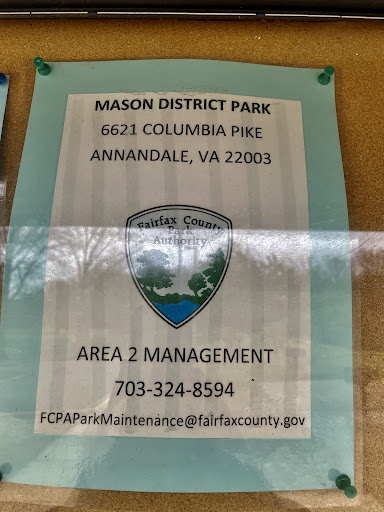 MASON DISTRICT PARK
6621 COLUMBIA PIKE
ANNANDALE, VA 22003
Fairfax County
Park
Authority
AREA 2 MANAGEMENT
703-324-8594
FCPAParkMaintenance@fairfaxcounty.gov